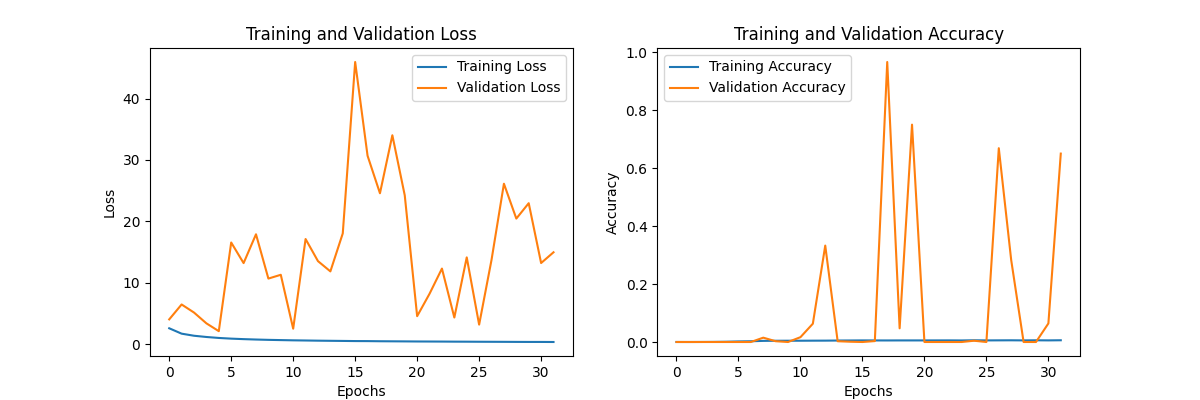 Training and Validation Loss
Training Loss
Validation Loss
40
30
20
10
0
Loss
0 5 10 15 20 25 30
Epochs
Training and Validation Accuracy
Training Accuracy
Validation Accuracy
1.0
0.8
0.6
0.4
0.2
0.0
Accuracy
0 5 10 15 20 25 30
Epochs